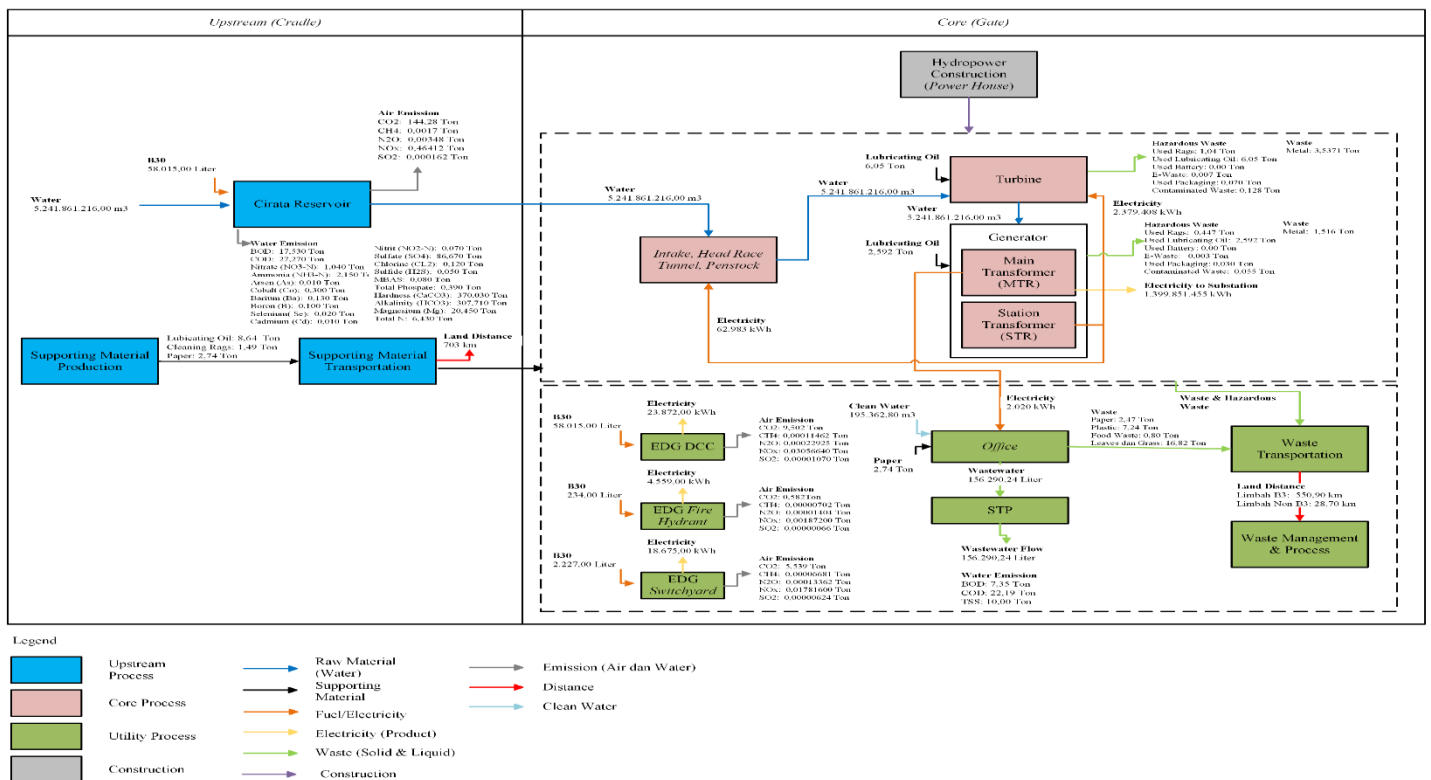 Upstream (Cradle)
Core (Gate)
Hydropower
Construction
(Power House)
Air Emission
CO2: 144,28 Ton
CH4: 0,0017 Ton
N2O: 0,00348 Ton
NOx: 0,46412 Ton
SO2: 0,000162 Ton
B30
58.015,00 Liter
Water
5.241.861.216,00 m3
Cirata Reservoir
Water Emission
BOD: 17,530 Ton
COD: 27,270 Ton
Nitrate (NO3-N): 1,040 Ton
Ammonia (NH3-N): 2,150 Ton
Arsen (As): 0,010 Ton
Cobalt (Co): 0,300 Ton
Barium (Ba): 0,130 Ton
Boron (B): 0,100 Ton
Selenium( Se): 0,020 Ton
Cadmium (Cd): 0,010 Ton
Nitrit (NO2-N): 0,070 Ton
Sulfate (SO4): 86,670 Ton
Chlorine (CL2): 0,120 Ton
Sulfide (H2S): 0,050 Ton
MBAS: 0,080 Ton
Total Phospate: 0,390 Ton
Hardness (CaCO3): 370,030 Ton
Alkalinity (HCO3): 307,710 Ton
Magnesium (Mg): 20,450 Ton
Total N: 6,430 Ton
Supporting Material
Production
Lubicating Oil: 8,64 Ton
Cleaning Rags: 1,49 Ton
Paper: 2,74 Ton
Supporting Material
Transportation
Land Distance
703 km
Water
5.241.861.216,00 m3
Intake, Head Race
Tunnel, Penstock
Electricity
62.983 kWh
Water
5.241.861.216,00 m3
Lubricating Oil
6,05 Ton
Turbine
Hazardous Waste
Used Rags: 1,04 Ton
Used Lubricating Oil: 6,05 Ton
Used Battery: 0,00 Ton
E-Waste: 0,007 Ton
Used Packaging: 0,070 Ton
Contaminated Waste: 0,128 Ton
Waste
Metal: 3,5371 Ton
Electricity
2.379.408 kWh
Water
5.241.861.216,00 m3
Lubricating Oil
2,592 Ton
Generator
Main
Transformer
(MTR)
Station
Transformer
(STR)
Hazardous Waste
Used Rags: 0,447 Ton
Used Lubricating Oil: 2,592 Ton
Used Battery: 0,00 Ton
E-Waste: 0,003 Ton
Used Packaging: 0,030 Ton
Contaminated Waste: 0,055 Ton
Waste
Metal: 1,516 Ton
Electricity to Substation
1.399.851.455 kWh
Electricity
23.872,00 kWh
B30
58.015,00 Liter
EDG DCC
Air Emission
CO2: 9,502 Ton
CH4: 0,00011462 Ton
N2O: 0,00022925 Ton
NOx: 0,03056640 Ton
SO2: 0,00001070 Ton
Electricity
4.559,00 kWh
B30
234,00 Liter
EDG Fire
Hydrant
Air Emission
CO2: 0,582Ton
CH4: 0,00000702 Ton
N2O: 0,00001404 Ton
NOx: 0,00187200 Ton
SO2: 0,00000066 Ton
Electricity
18.675,00 kWh
B30
2.227,00 Liter
EDG
Switchyard
Air Emission
CO2: 5,539 Ton
CH4: 0,00006681 Ton
N2O: 0,00013362 Ton
NOx: 0,01781600 Ton
SO2: 0,00000624 Ton
Clean Water
195.362,80 m3
Paper
2,74 Ton
Electricity
2.020 kWh
Office
Wastewater
156.290,24 Liter
STP
Wastewater Flow
156.290,24 Liter
Water Emission
BOD: 7,35 Ton
COD: 22,19 Ton
TSS: 10,00 Ton
Waste
Paper: 2,47 Ton
Plastic: 7,24 Ton
Food Waste: 0,80 Ton
Leaves dan Grass: 16,82 Ton
Waste & Hazardous
Waste
Waste
Transportation
Land Distance
Limbah B3: 550,90 km
Limbah Non B3: 28,70 km
Waste Management
& Process
Legend
Upstream
Process
Core Process
Utility Process
Construction
Raw Material
(Water)
Supporting
Material
Fuel/Electricity
Electricity (Product)
Waste (Solid & Liquid)
Construction
Emission (Air dan Water)
Distance
Clean Water